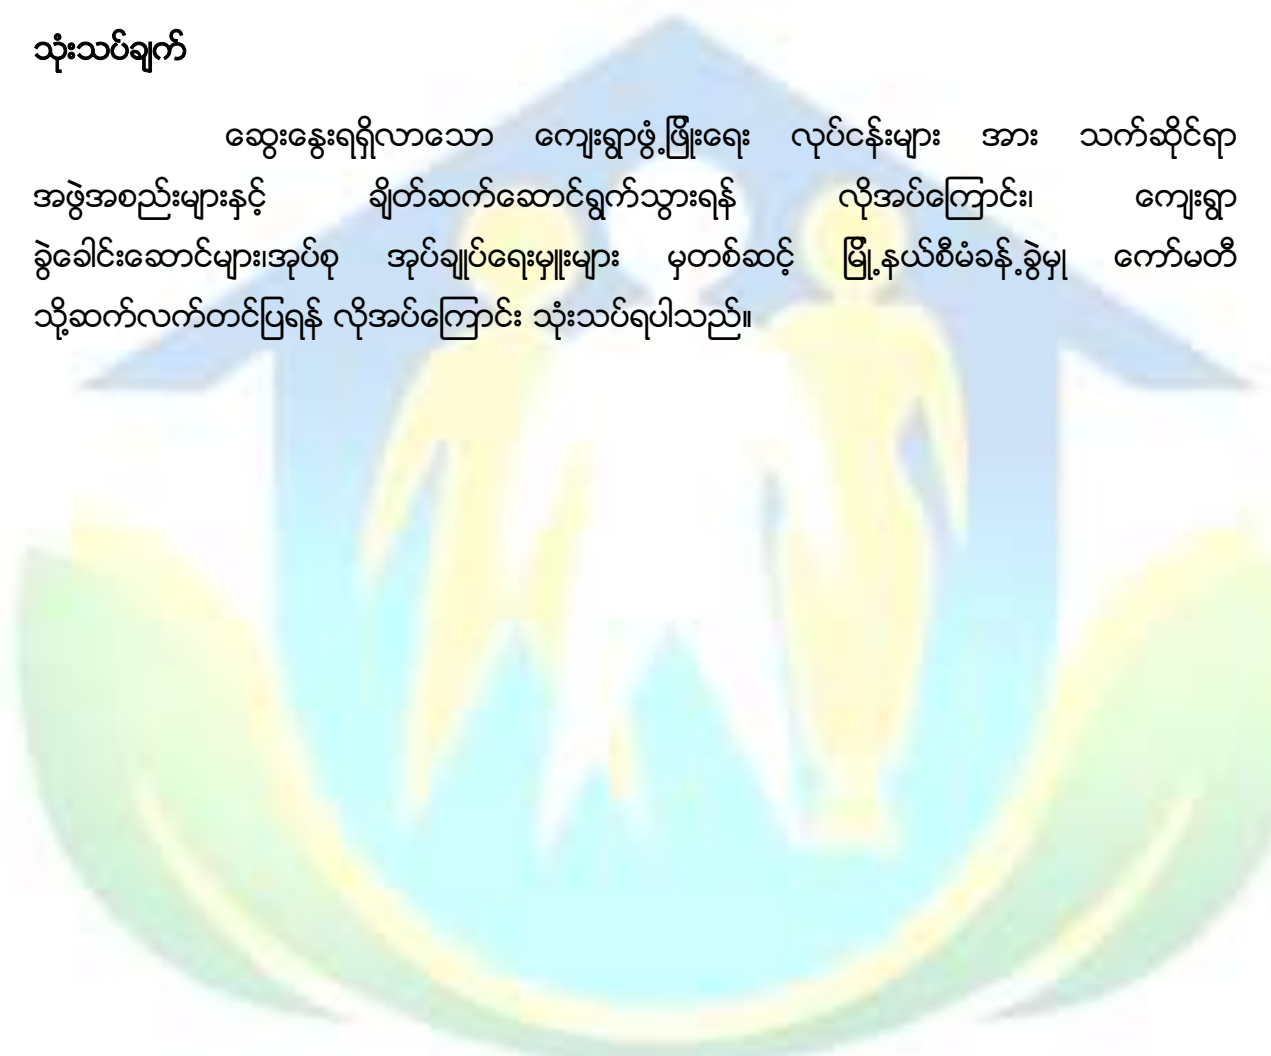 သုံးသပ်ချက်
ဆွေးနွေးရရှိလာသော ကျေးရွာဖွံ့ဖြိုးရေး လုပ်ငန်းများ အား သက်ဆိုင်ရာ
အဖွဲအစည်းများနှင့် ချိတ်ဆက်ဆောင်ရွက်သွားရန် လိုအပ်ကြောင်း၊ ကျေးရွာ
ခွဲခေါင်းဆောင်များ၊အုပ်စု အုပ်ချုပ်ရေးမှူးများ မှတစ်ဆင့် မြို့နယ်စီမံခန့်ခွဲမှု ကော်မတီ
သို့ဆက်လက်တင်ပြရန် လိုအပ်ကြောင်း သုံးသပ်ရပါသည်။